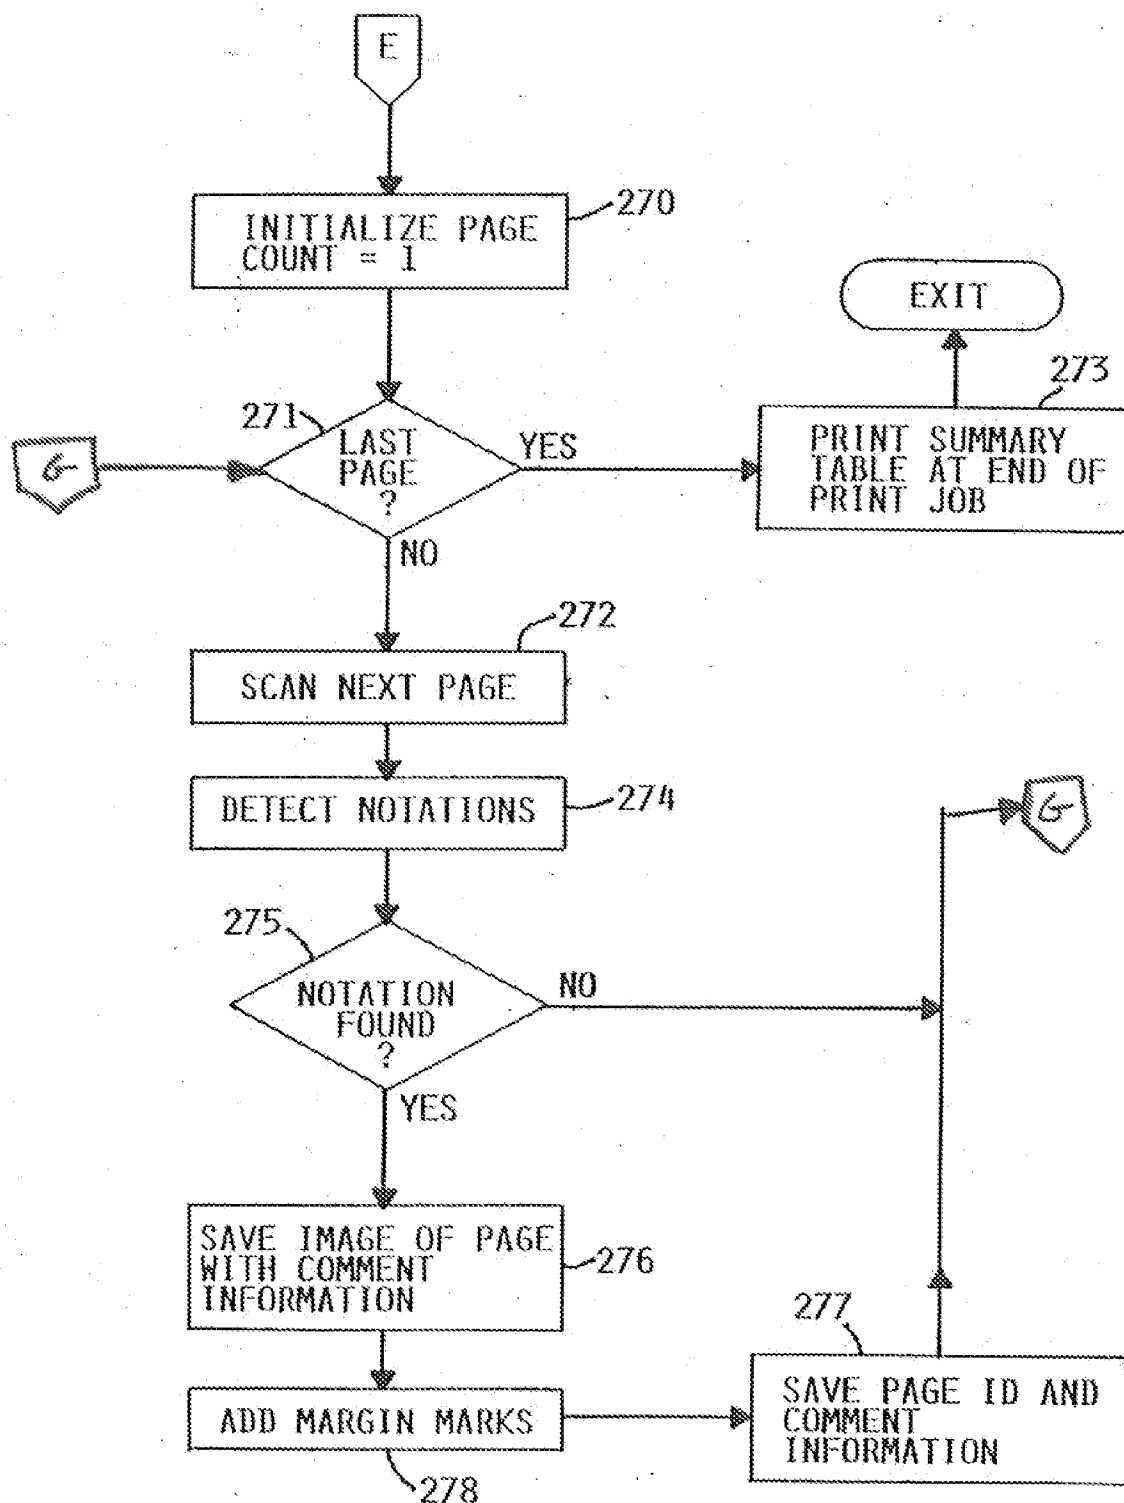 E
INITIALIZE PAGE
COUNT = 1
270
EXIT
273
271
LAST
PAGE
?
YES
PRINT SUMMARY
TABLE AT END OF
PRINT JOB
G
NO
272
SCAN NEXT PAGE
DETECT NOTATIONS
274
G
275
NOTATION
FOUND
?
NO
YES
SAVE IMAGE OF PAGE
WITH COMMENT
INFORMATION
276
277
ADD MARGIN MARKS
SAVE PAGE ID AND
COMMENT
INFORMATION
278